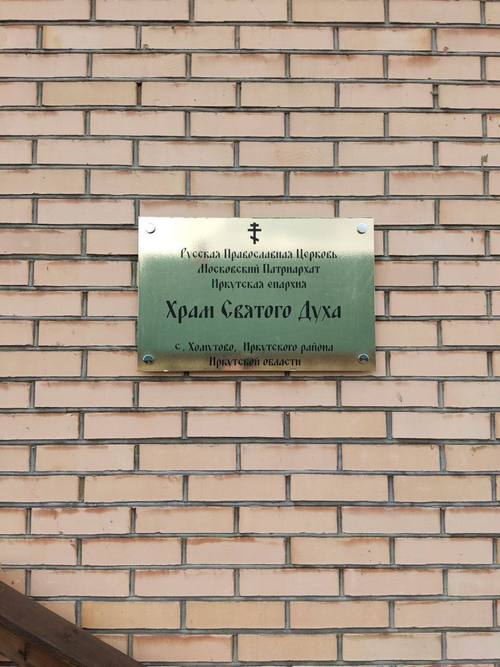 Русская Православная Церковь
Московский Патриархат
Иркутская епархия
Храм Святого Духа
с. Хомутово, Иркутского района
Иркутской области